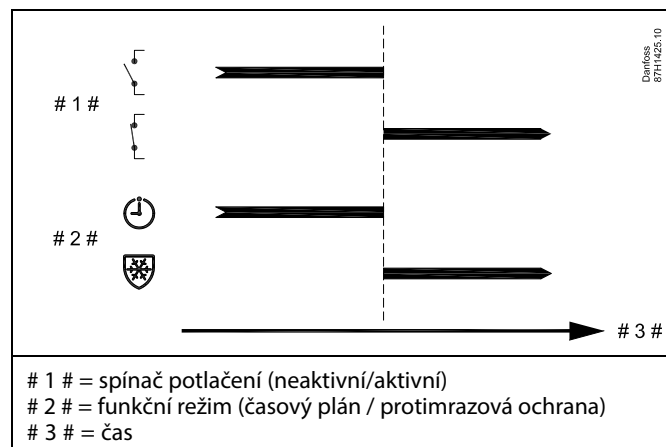 Danfoss
87H1425.10
# 1 #
# 2 #
# 3 #
# 1 # = spínač potlačení (neaktivní/aktivní)
# 2 # = funkční režim (časový plán / protimrazová ochrana)
# 3 # = čas